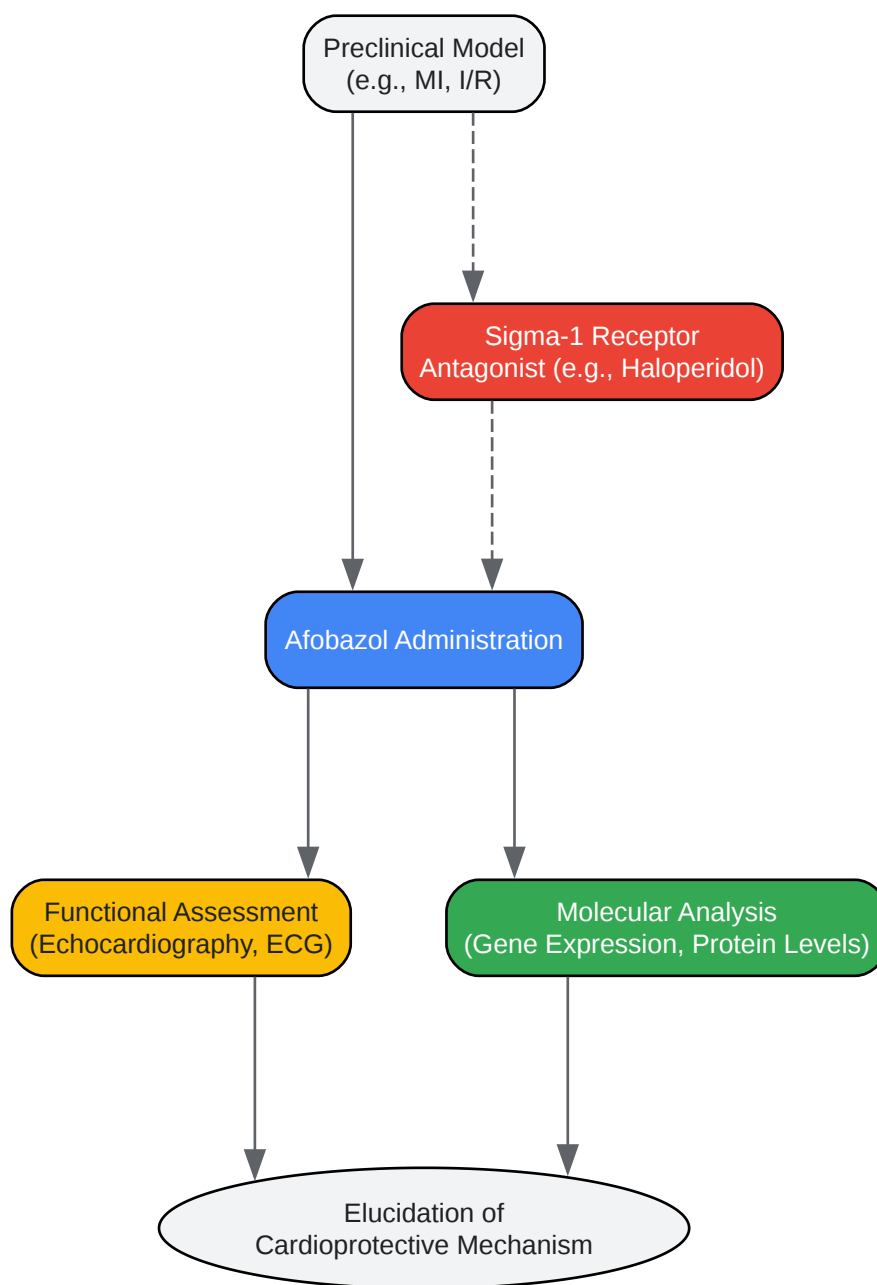 Preclinical Model
(e.g., MI, I/R)
Sigma-1 Receptor
Antagonist (e.g., Haloperidol)
Afobazol Administration
Functional Assessment
(Echocardiography, ECG)
Molecular Analysis
(Gene Expression, Protein Levels)
Elucidation of
Cardioprotective Mechanism